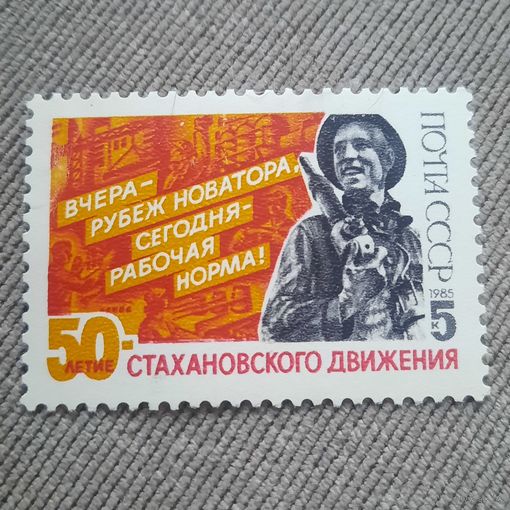 ВЧЕРА-
РУБЕЖ НОВАТОРА,
СЕГОДНЯ-
РАБОЧАЯ
НОРМА!
50-
ЛЕТИЕ
СТАХАНОВСКОГО ДВИЖЕНИЯ
ПОЧТА СССР
1985
5
К